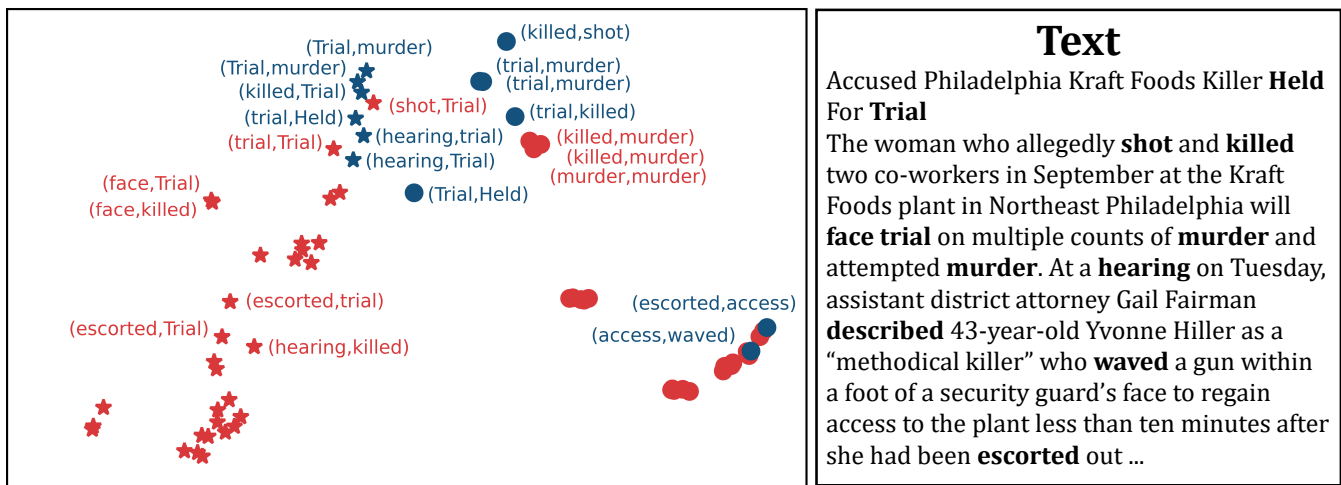 (killed,shot)
(Trial,murder)
(Trial,murder)
(trial,murder)
(trial,murder)
(killed,Trial)
(shot,Trial)
(trial,killed)
(trial,Held)
(hearing,trial)
(killed,murder)
(trial,Trial)
(hearing,Trial)
(killed,murder)
(murder,murder)
(face,Trial)
(Trial,Held)
(face,killed)
(escorted,trial)
(escorted,access)
(escorted,Trial)
(access,waved)
(hearing,killed)
Text
Accused Philadelphia Kraft Foods Killer Held
For Trial
The woman who allegedly shot and killed
two co-workers in September at the Kraft
Foods plant in Northeast Philadelphia will
face trial on multiple counts of murder and
attempted murder. At a hearing on Tuesday,
assistant district attorney Gail Fairman
described 43-year-old Yvonne Hiller as a
“methodical killer” who waved a gun within
a foot of a security guard’s face to regain
access to the plant less than ten minutes after
she had been escorted out ...